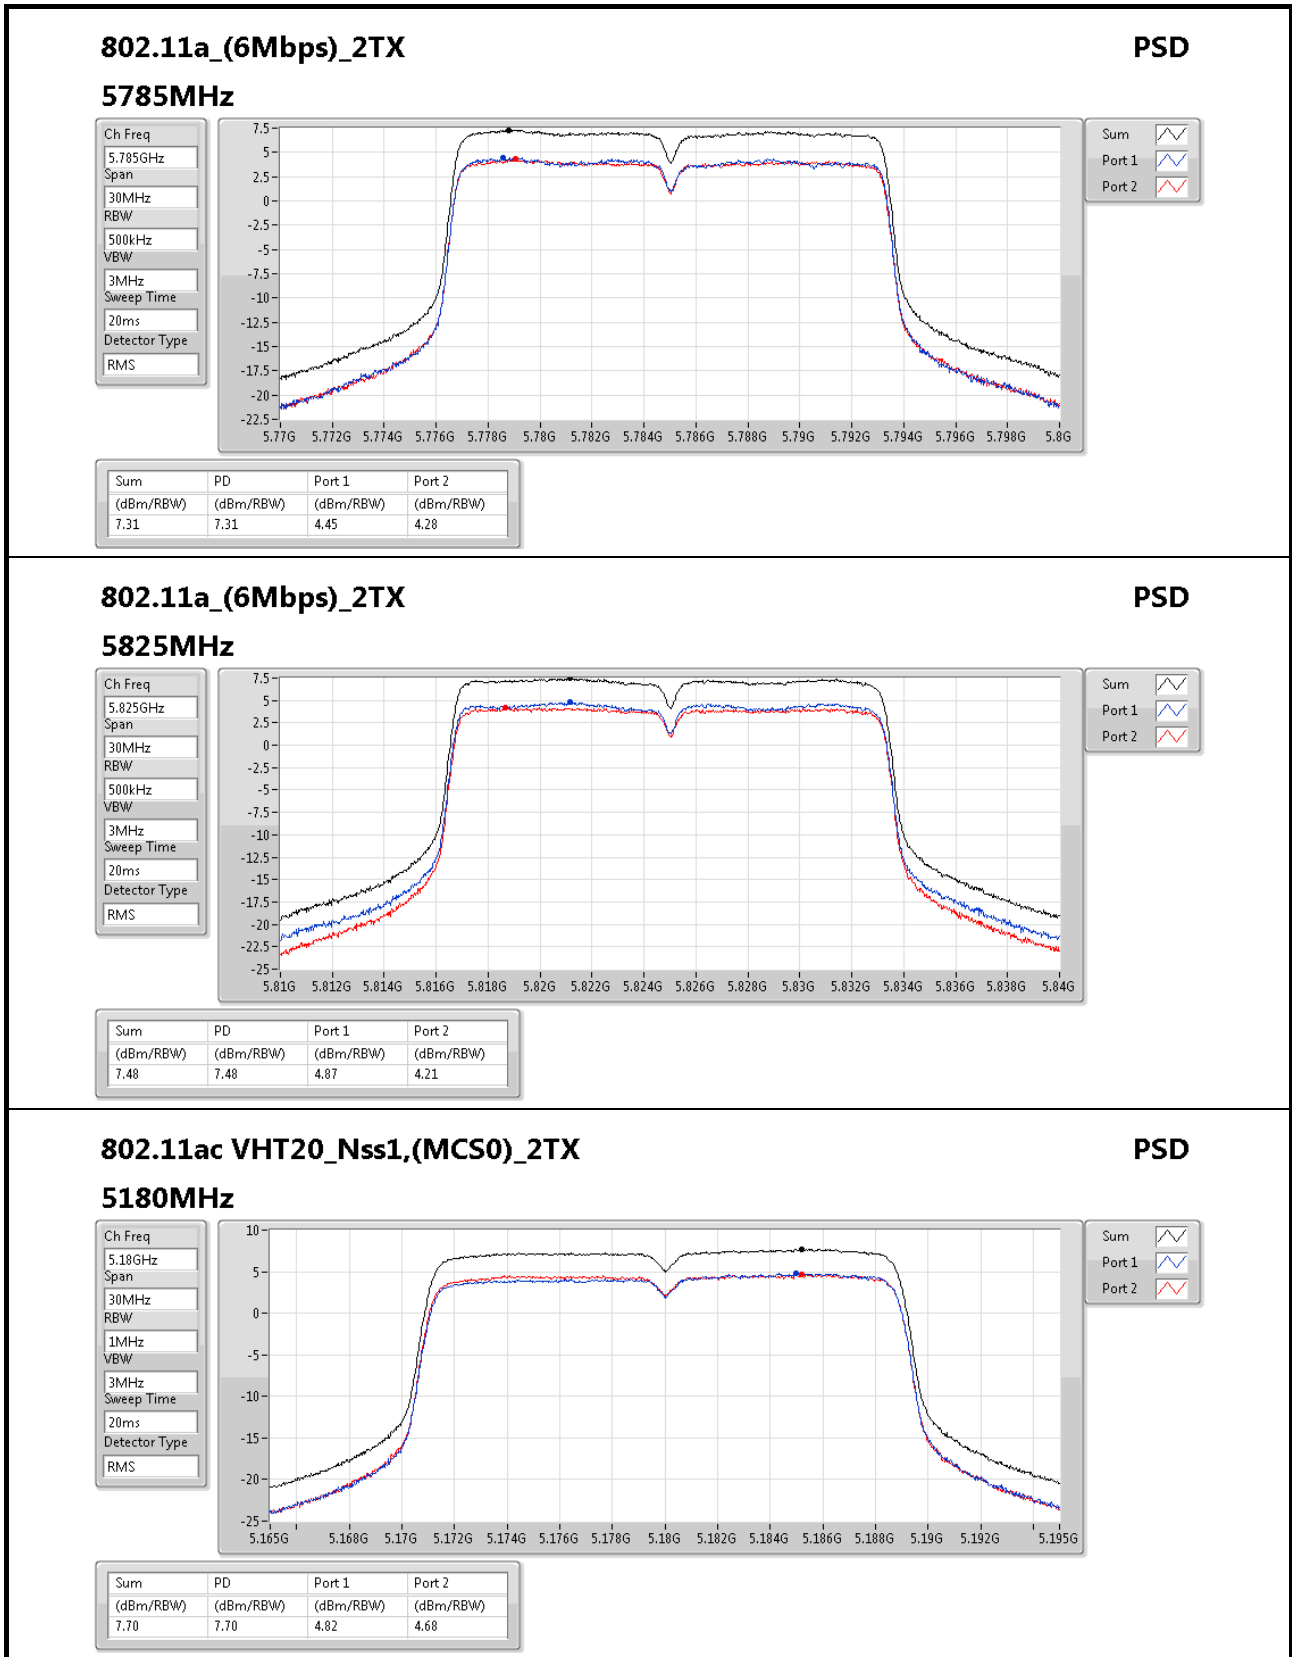 802.11a_(6Mbps)_2TX PSD
5785MHz
Ch Freq
5.785GHz
Span
30MHz
RBW
500kHz
VBW
3MHz
Sweep Time
20ms
Detector Type
RMS
7.5
5
2.5
0
-2.5
-5
-7.5
-10
-12.5
-15
-17.5
-20
-22.5
5.77G 5.772G 5.774G 5.776G 5.778G 5.78G 5.782G 5.784G 5.786G 5.788G 5.79G 5.792G 5.794G 5.796G 5.798G 5.8G
Sum
Port 1
Port 2
Sum PD Port 1 Port 2
(dBm/RBW) (dBm/RBW) (dBm/RBW) (dBm/RBW)
7.31 7.31 4.45 4.28
802.11a_(6Mbps)_2TX PSD
5825MHz
Ch Freq
5.825GHz
Span
30MHz
RBW
500kHz
VBW
3MHz
Sweep Time
20ms
Detector Type
RMS
7.5
5
2.5
0
-2.5
-5
-7.5
-10
-12.5
-15
-17.5
-20
-22.5
-25
5.81G 5.812G 5.814G 5.816G 5.818G 5.82G 5.822G 5.824G 5.826G 5.828G 5.83G 5.832G 5.834G 5.836G 5.838G 5.84G
Sum
Port 1
Port 2
Sum PD Port 1 Port 2
(dBm/RBW) (dBm/RBW) (dBm/RBW) (dBm/RBW)
7.48 7.48 4.87 4.21
802.11ac VHT20_Nss1,(MCS0)_2TX PSD
5180MHz
Ch Freq
5.18GHz
Span
30MHz
RBW
1MHz
VBW
3MHz
Sweep Time
20ms
Detector Type
RMS
10
5
0
-5
-10
-15
-20
-25
5.165G 5.168G 5.17G 5.172G 5.174G 5.176G 5.178G 5.18G 5.182G 5.184G 5.186G 5.188G 5.19G 5.192G 5.195G
Sum
Port 1
Port 2
Sum PD Port 1 Port 2
(dBm/RBW) (dBm/RBW) (dBm/RBW) (dBm/RBW)
7.70 7.70 4.82 4.68